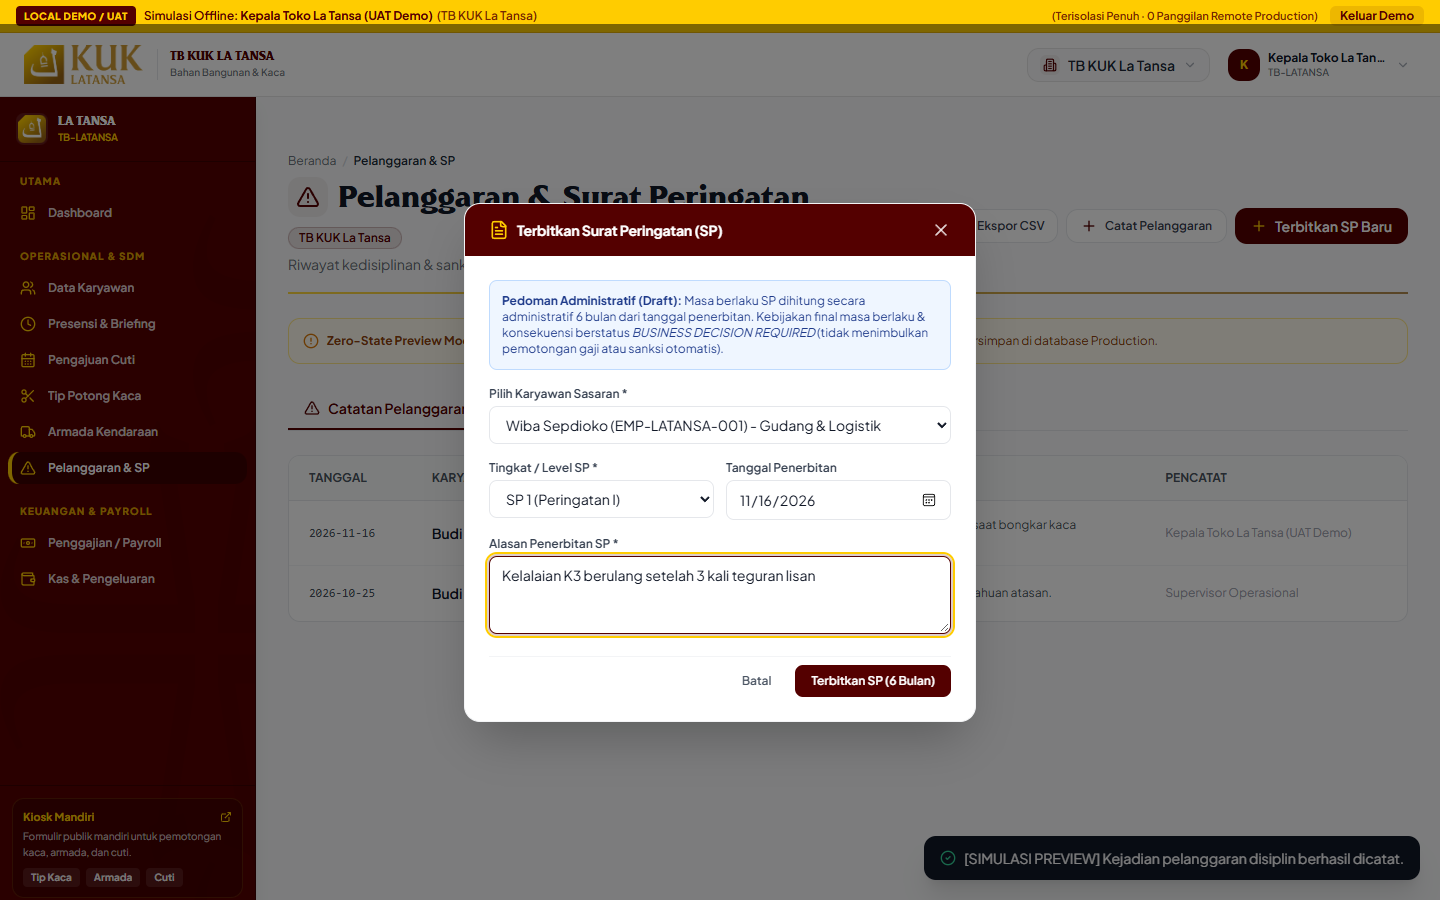 LOCAL DEMO / UAT Simulasi Offline: Kepala Toko La Tansa (UAT Demo) (TB KUK La Tansa) (Terisolasi Penuh · 0 Panggilan Remote Production) Keluar Demo
KUK LATANSA
TB KUK LA TANSA
Bahan Bangunan & Kaca
TB KUK La Tansa
K
Kepala Toko La Tan...
TB-LATANSA
LA TANSA
TB-LATANSA
UTAMA
Dashboard
OPERASIONAL & SDM
Data Karyawan
Presensi & Briefing
Pengajuan Cuti
Tip Potong Kaca
Armada Kendaraan
Pelanggaran & SP
KEUANGAN & PAYROLL
Penggajian / Payroll
Kas & Pengeluaran
Kiosk Mandiri
Formulir publik mandiri untuk pemotongan
kaca, armada, dan cuti.
Tip Kaca Armada Cuti
Beranda / Pelanggaran & SP
Pelanggaran & Surat Peringatan
TB KUK La Tansa
Riwayat kedisiplinan & sank
Ekspor CSV
Catat Pelanggaran
Terbitkan SP Baru
Zero-State Preview Mo
rsimpan di database Production.
Catatan Pelanggaran
TANGGAL KARY PENCATAT
2026-11-16 Budi saat bongkar kaca Kepala Toko La Tansa (UAT Demo)
2026-10-25 Budi ahuan atasan. Supervisor Operasional
Terbitkan Surat Peringatan (SP)
Pedoman Administratif (Draft): Masa berlaku SP dihitung secara
administratif 6 bulan dari tanggal penerbitan. Kebijakan final masa berlaku &
konsekuensi berstatus BUSINESS DECISION REQUIRED (tidak menimbulkan
pemotongan gaji atau sanksi otomatis).
Pilih Karyawan Sasaran *
Wiba Sepdioko (EMP-LATANSA-001) - Gudang & Logistik
Tingkat / Level SP * Tanggal Penerbitan
SP 1 (Peringatan I) 11/16/2026
Alasan Penerbitan SP *
Kelalaian K3 berulang setelah 3 kali teguran lisan
Batal Terbitkan SP (6 Bulan)
[SIMULASI PREVIEW] Kejadian pelanggaran disiplin berhasil dicatat.